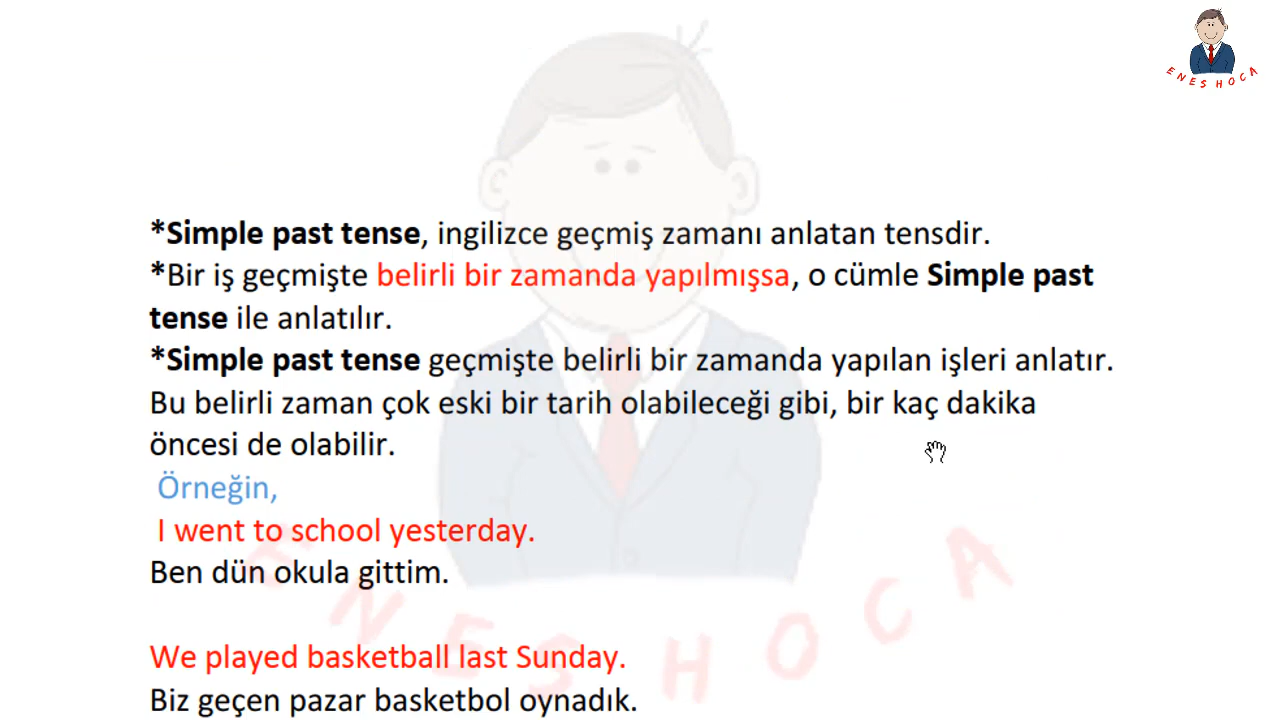 ENES HOCA
*Simple past tense, ingilizce geçmiş zamanı anlatan tensdir.
*Bir iş geçmişte belirli bir zamanda yapılmışsa, o cümle Simple past
tense ile anlatılır.
*Simple past tense geçmişte belirli bir zamanda yapılan işleri anlatır.
Bu belirli zaman çok eski bir tarih olabileceği gibi, bir kaç dakika
öncesi de olabilir.
Örneğin,
I went to school yesterday.
Ben dün okula gittim.
We played basketball last Sunday.
Biz geçen pazar basketbol oynadık.
ENES HOCA